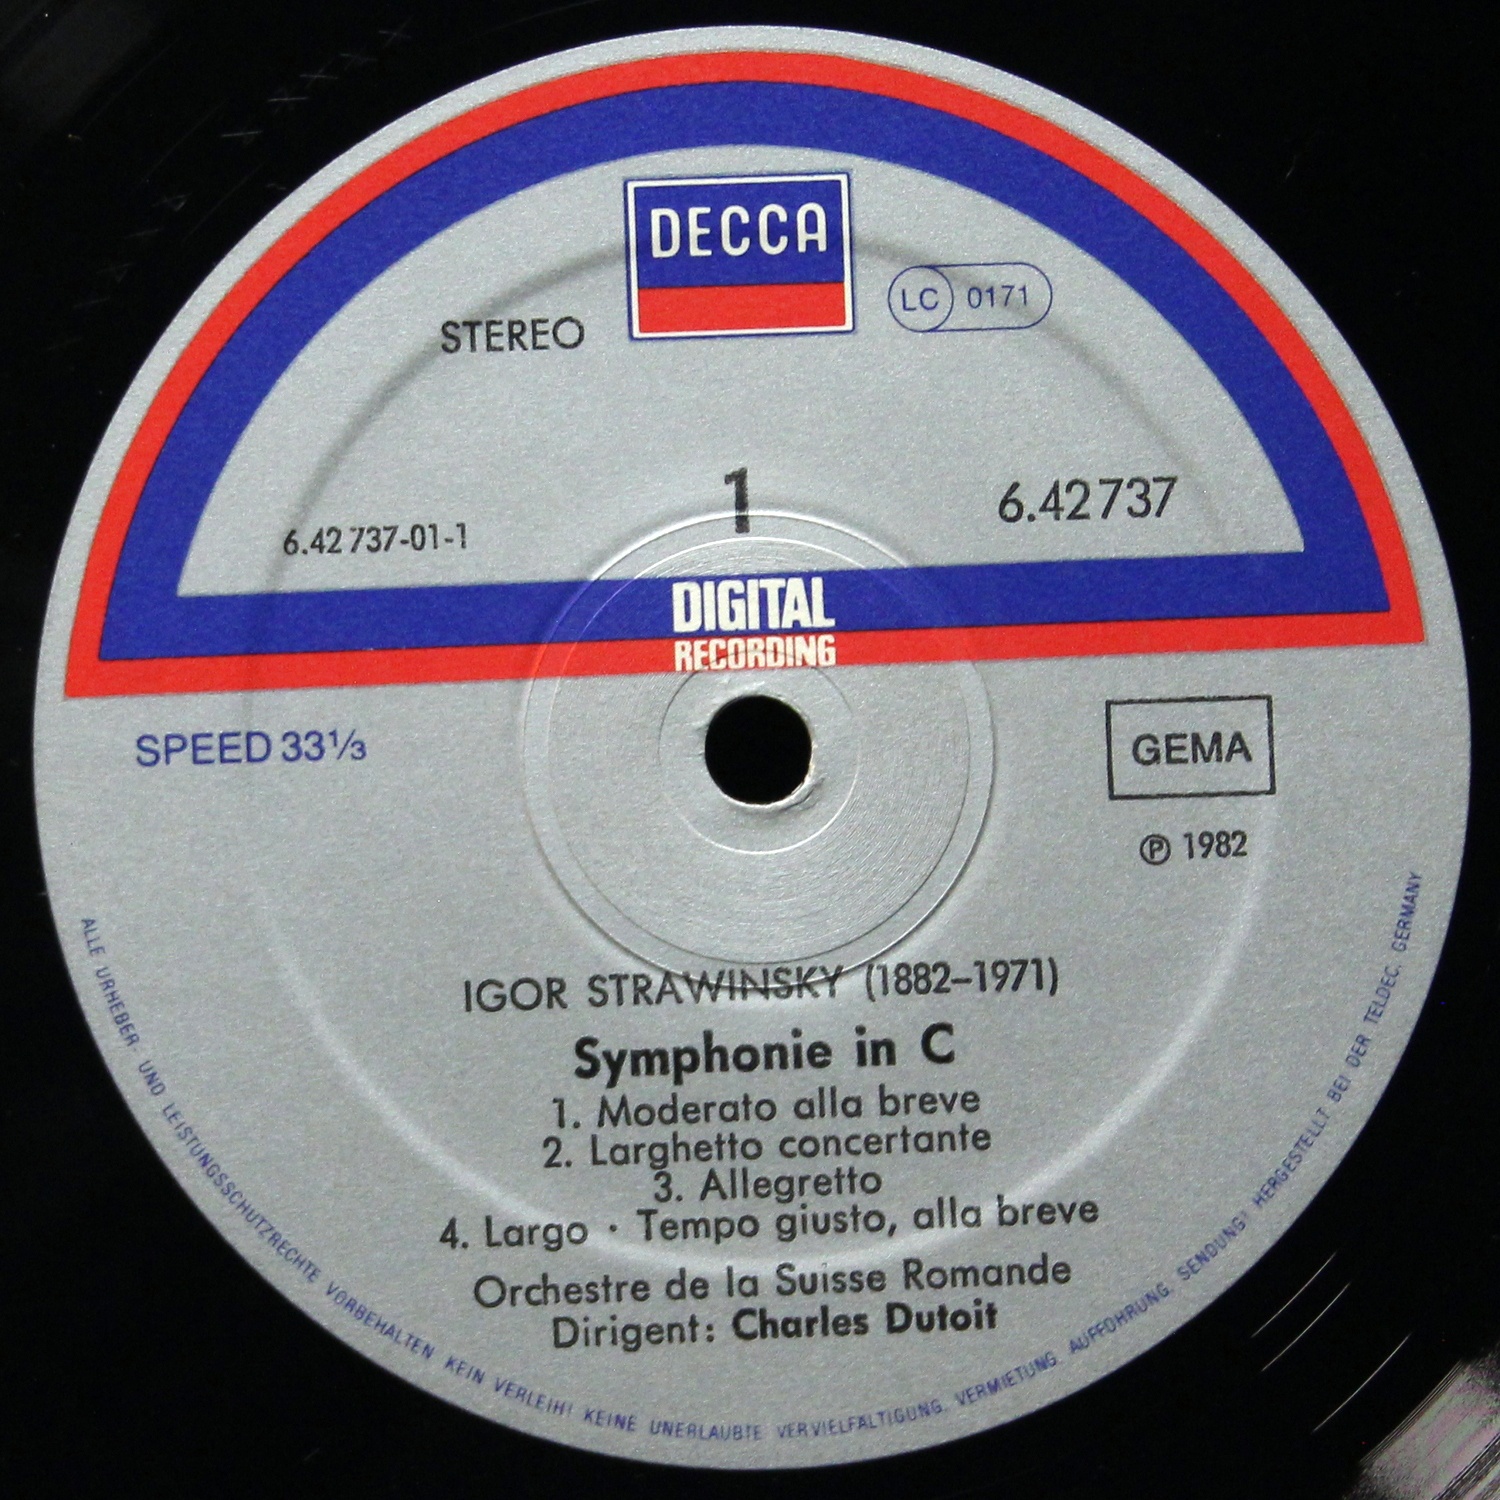 DECCA
LC 0171
STEREO
1
6.42737
6.42 737-01-1
DIGITAL
RECORDING
SPEED 33⅓
GEMA
℗ 1982
IGOR STRAWINSKY (1882–1971)
Symphonie in C
1. Moderato alla breve
2. Larghetto concertante
3. Allegretto
4. Largo · Tempo giusto, alla breve
Orchestre de la Suisse Romande
Dirigent: Charles Dutoit
ALLE URHEBER- UND LEISTUNGSSCHUTZRECHTE VORBEHALTEN KEIN VERLEIH! KEINE UNERLAUBTE VERVIELFÄLTIGUNG, VERMIETUNG, AUFFÜHRUNG, SENDUNG! HERGESTELLT BEI DER TELDEC, GERMANY